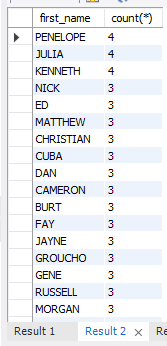 first_name count(*)
PENELOPE 4
JULIA 4
KENNETH 4
NICK 3
ED 3
MATTHEW 3
CHRISTIAN 3
CUBA 3
DAN 3
CAMERON 3
BURT 3
FAY 3
JAYNE 3
GROUCHO 3
GENE 3
RUSSELL 3
MORGAN 3
Result 1 Result 2 Re